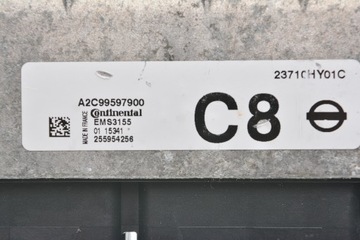 23710HY01C
A2C99597900
Continental
MADE IN FRANCE
EMS3155
01 15341
255954256
C8